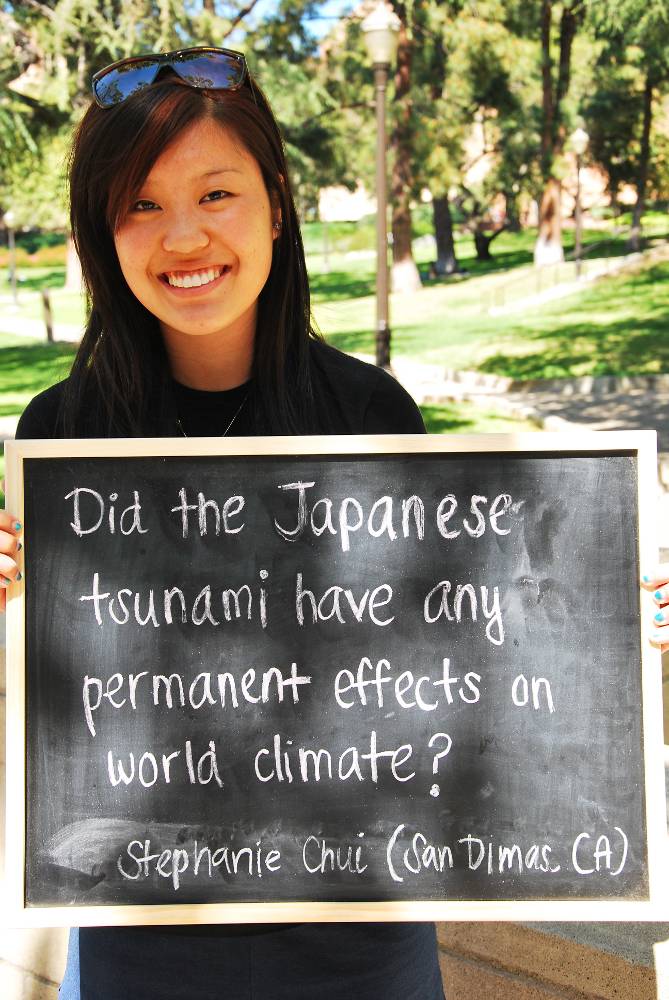 Did the Japanese
tsunami have any
permanent effects on
world climate?
Stephanie Chui (San Dimas, CA)